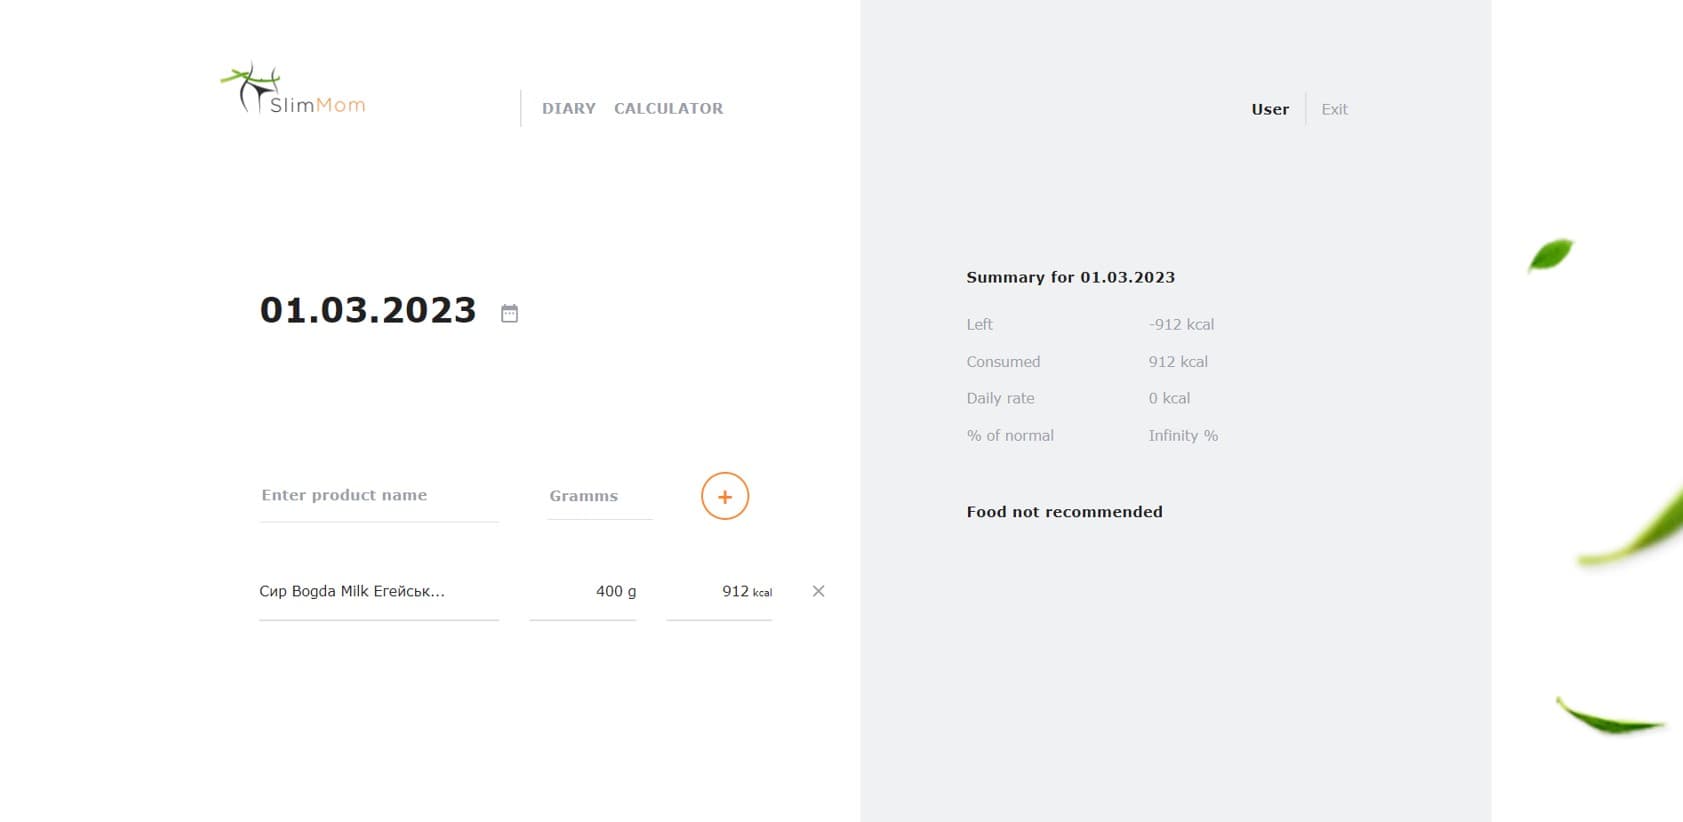 SlimMom
DIARY CALCULATOR
User Exit
01.03.2023
Enter product name Gramms
+
Сир Bogda Milk Егейськ... 400 g 912 kcal
Summary for 01.03.2023
Left -912 kcal
Consumed 912 kcal
Daily rate 0 kcal
% of normal Infinity %
Food not recommended